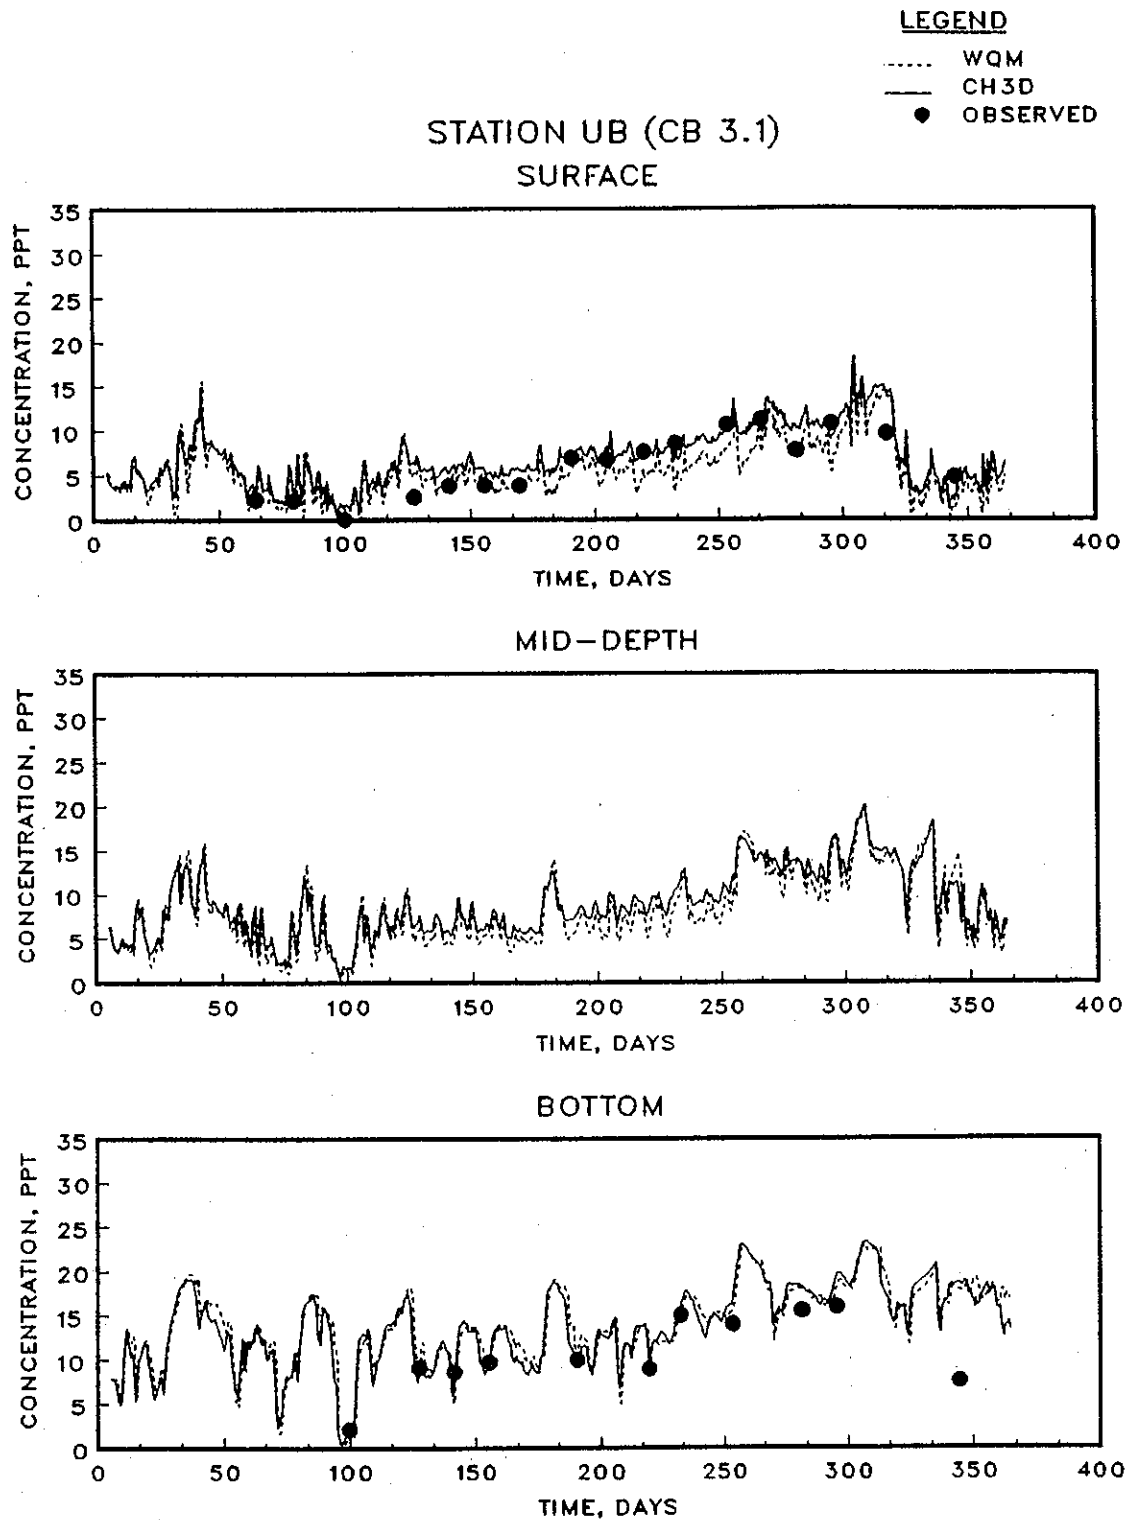 LEGEND
WQM
CH3D
OBSERVED
STATION UB (CB 3.1)
SURFACE
CONCENTRATION, PPT
35
30
25
20
15
10
5
0
0 50 100 150 200 250 300 350 400
TIME, DAYS
MID-DEPTH
CONCENTRATION, PPT
35
30
25
20
15
10
5
0
0 50 100 150 200 250 300 350 400
TIME, DAYS
BOTTOM
CONCENTRATION, PPT
35
30
25
20
15
10
5
0
0 50 100 150 200 250 300 350 400
TIME, DAYS